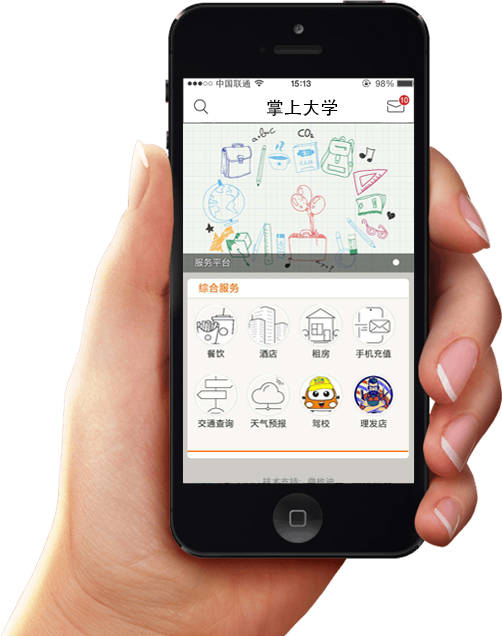 中国联通 15:13 98%
掌上大学 10
abc CO₂
服务平台
综合服务
餐饮 酒店 租房 手机充值
交通查询 天气预报 驾校 理发店
技术支持：